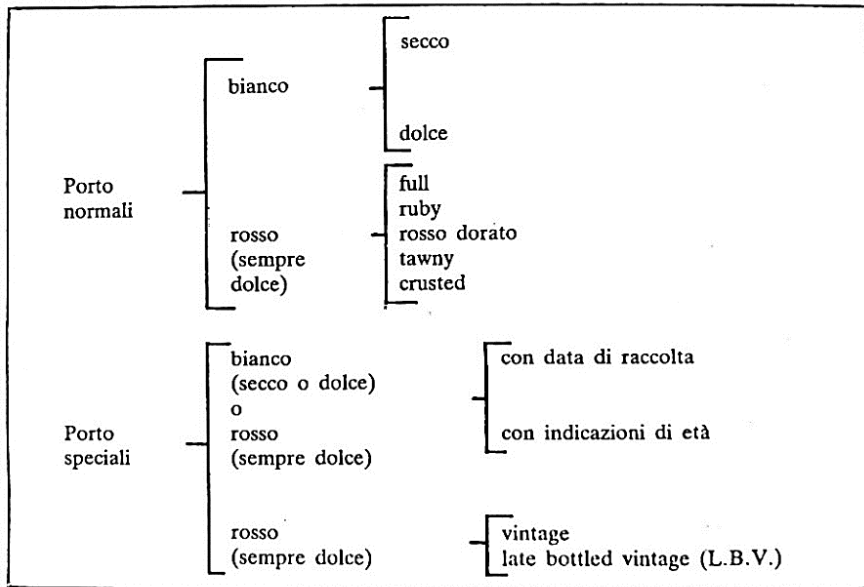 Porto
normali
bianco
secco
dolce
rosso
(sempre
dolce)
full
ruby
rosso dorato
tawny
crusted
Porto
speciali
bianco
(secco o dolce)
o
rosso
(sempre dolce)
con data di raccolta
con indicazioni di età
rosso
(sempre dolce)
vintage
late bottled vintage (L.B.V.)